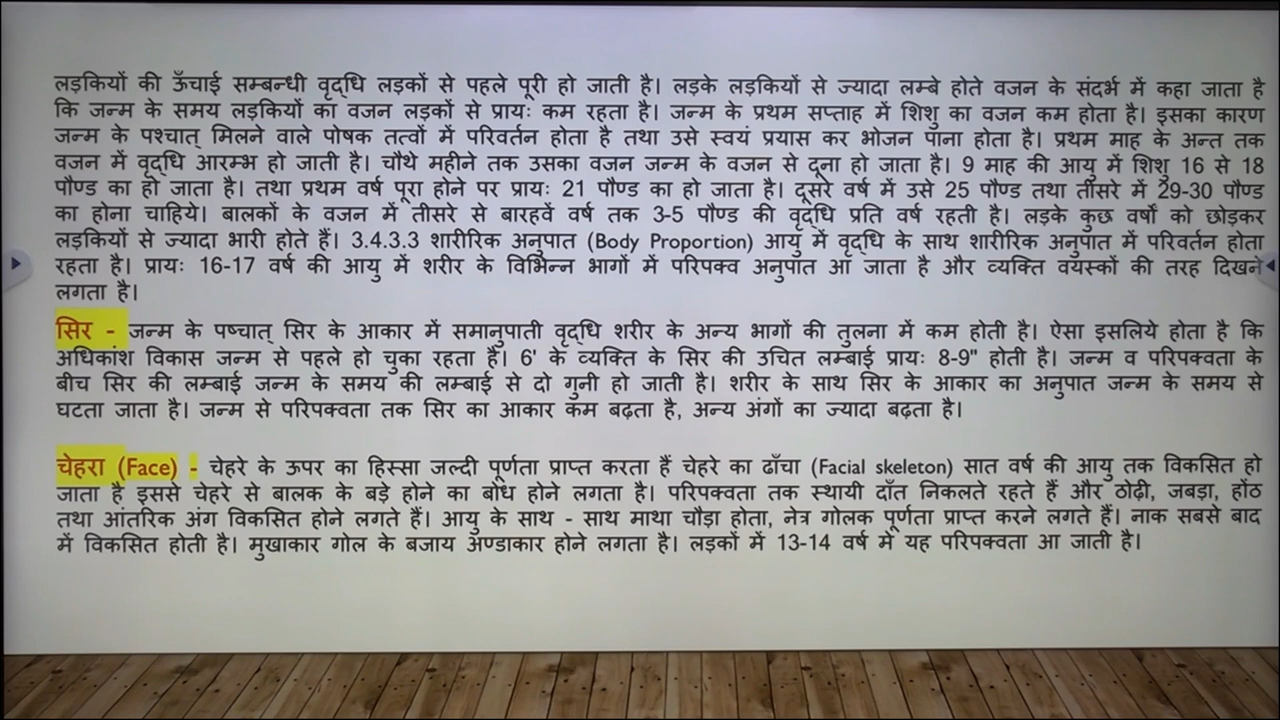 लड़कियों की ऊँचाई सम्बन्धी वृद्धि लड़कों से पहले पूरी हो जाती है। लड़के लड़कियों से ज्यादा लम्बे होते वजन के संदर्भ में कहा जाता है
कि जन्म के समय लड़कियों का वजन लड़कों से प्रायः कम रहता है। जन्म के प्रथम सप्ताह में शिशु का वजन कम होता है। इसका कारण
जन्म के पश्चात् मिलने वाले पोषक तत्वों में परिवर्तन होता है तथा उसे स्वयं प्रयास कर भोजन पाना होता है। प्रथम माह के अन्त तक
वजन में वृद्धि आरम्भ हो जाती है। चौथे महीने तक उसका वजन जन्म के वजन से दूना हो जाता है। 9 माह की आयु में शिशु 16 से 18
पौण्ड का हो जाता है। तथा प्रथम वर्ष पूरा होने पर प्रायः 21 पौण्ड का हो जाता है। दूसरे वर्ष में उसे 25 पौण्ड तथा तीसरे में 29-30 पौण्ड
का होना चाहिये। बालकों के वजन में तीसरे से बारहवें वर्ष तक 3-5 पौण्ड की वृद्धि प्रति वर्ष रहती है। लड़के कुछ वर्षों को छोड़कर
लड़कियों से ज्यादा भारी होते हैं। 3.4.3.3 शारीरिक अनुपात (Body Proportion) आयु में वृद्धि के साथ शारीरिक अनुपात में परिवर्तन होता
रहता है। प्रायः 16-17 वर्ष की आयु में शरीर के विभिन्न भागों में परिपक्व अनुपात आ जाता है और व्यक्ति वयस्कों की तरह दिखने
लगता है।
सिर - जन्म के पष्चात् सिर के आकार में समानुपाती वृद्धि शरीर के अन्य भागों की तुलना में कम होती है। ऐसा इसलिये होता है कि
अधिकांश विकास जन्म से पहले हो चुका रहता है। 6' के व्यक्ति के सिर की उचित लम्बाई प्रायः 8-9" होती है। जन्म व परिपक्वता के
बीच सिर की लम्बाई जन्म के समय की लम्बाई से दो गुनी हो जाती है। शरीर के साथ सिर के आकार का अनुपात जन्म के समय से
घटता जाता है। जन्म से परिपक्वता तक सिर का आकार कम बढ़ता है, अन्य अंगों का ज्यादा बढ़ता है।
चेहरा (Face) - चेहरे के ऊपर का हिस्सा जल्दी पूर्णता प्राप्त करता हैं चेहरे का ढाँचा (Facial skeleton) सात वर्ष की आयु तक विकसित हो
जाता है इससे चेहरे से बालक के बड़े होने का बोध होने लगता है। परिपक्वता तक स्थायी दाँत निकलते रहते हैं और ठोढ़ी, जबड़ा, होंठ
तथा आंतरिक अंग विकसित होने लगते हैं। आयु के साथ - साथ माथा चौड़ा होता, नेत्र गोलक पूर्णता प्राप्त करने लगते हैं। नाक सबसे बाद
में विकसित होती है। मुखाकार गोल के बजाय अण्डाकार होने लगता है। लड़कों में 13-14 वर्ष में यह परिपक्वता आ जाती है।